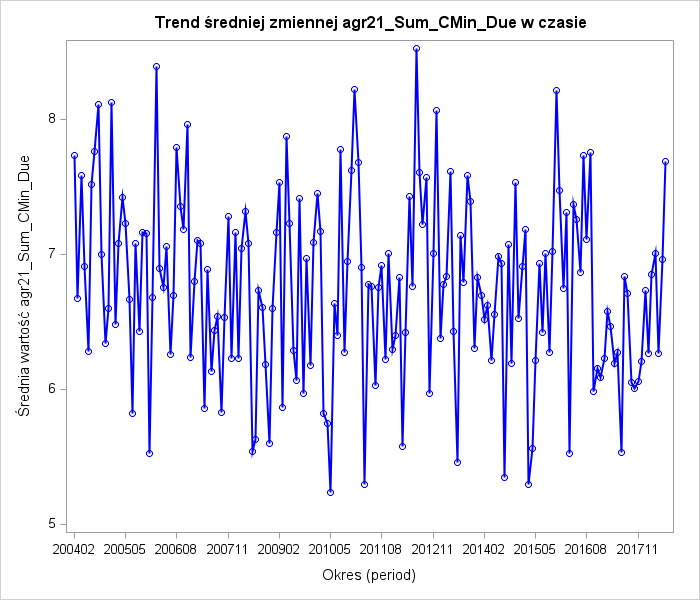 Trend średniej zmiennej agr21_Sum_CMin_Due w czasie
Średnia wartość agr21_Sum_CMin_Due
8
7
6
5
200402 200505 200608 200711 200902 201005 201108 201211 201402 201505 201608 201711
Okres (period)